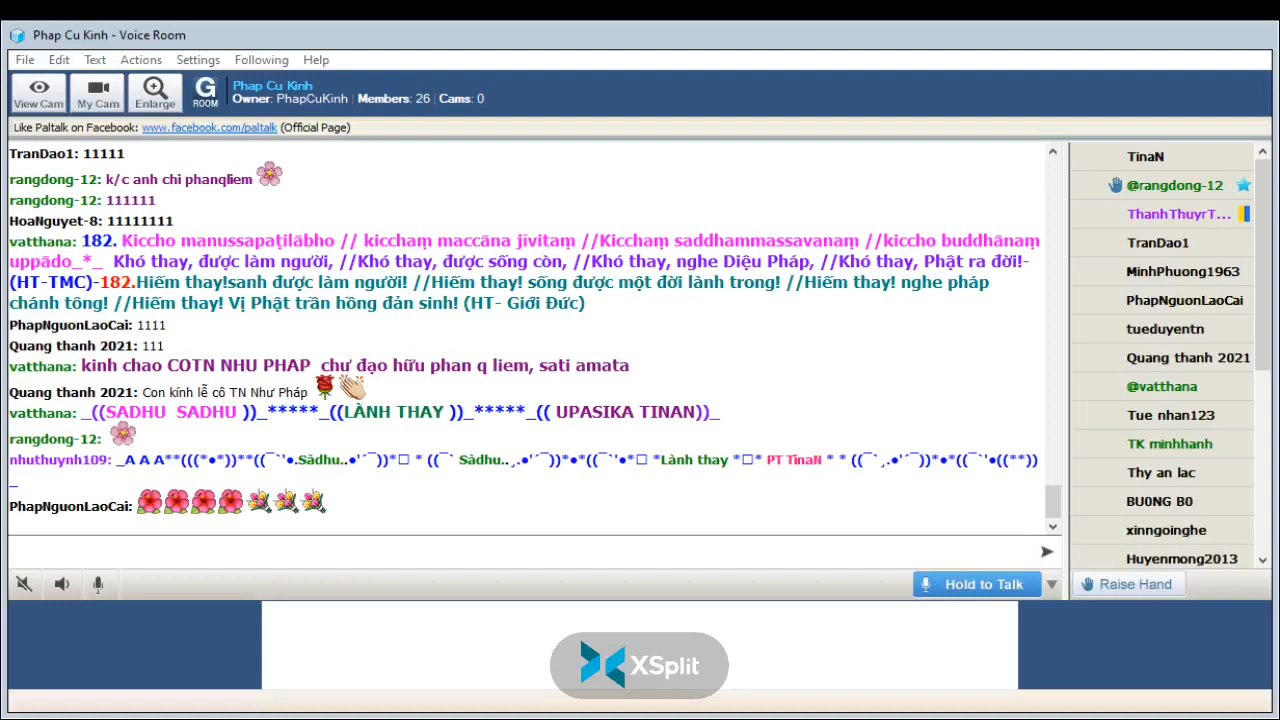 Phap Cu Kinh - Voice Room
File Edit Text Actions Settings Following Help
View Cam My Cam Enlarge G ROOM
Phap Cu Kinh
Owner: PhapCuKinh | Members: 26 | Cams: 0
Like Paltalk on Facebook: www.facebook.com/paltalk (Official Page)
TranDao1: 11111
rangdong-12: k/c anh chi phanqliem
rangdong-12: 111111
HoaNguyet-8: 11111111
vatthana: 182. Kiccho manussapaṭilābho // kicchaṃ maccāna jīvitaṃ //Kicchaṃ saddhammassavanaṃ //kiccho buddhānaṃ
uppādo_*_ Khó thay, được làm người, //Khó thay, được sống còn, //Khó thay, nghe Diệu Pháp, //Khó thay, Phật ra đời!-
(HT-TMC)-182.Hiếm thay!sanh được làm người! //Hiếm thay! sống được một đời lành trong! //Hiếm thay! nghe pháp
chánh tông! //Hiếm thay! Vị Phật trần hồng đản sinh! (HT- Giới Đức)
PhapNguonLaoCai: 1111
Quang thanh 2021: 111
vatthana: kinh chao COTN NHU PHAP chư đạo hữu phan q liem, sati amata
Quang thanh 2021: Con kính lễ cô TN Như Pháp
vatthana: _((SADHU SADHU ))_*****_((LÀNH THAY ))_*****_(( UPASIKA TINAN))_
rangdong-12:
nhuthuynh109: _A A A**(((*●*))**((¯`'●.Sàdhu..●'´¯))*□ * ((¯` Sàdhu..¸.●'´¯))*●*((¯`'●*□ *Lành thay *□* PT TinaN * * ((¯`¸.●'´¯))*●*((¯`'●((**))
_
PhapNguonLaoCai:
Hold to Talk
TinaN
@rangdong-12
ThanhThuyrT...
TranDao1
MinhPhuong1963
PhapNguonLaoCai
tueduyentn
Quang thanh 2021
@vatthana
Tue nhan123
TK minhhanh
Thy an lac
BU0NG B0
xinngoinghe
Huyenmong2013
Raise Hand
XSplit